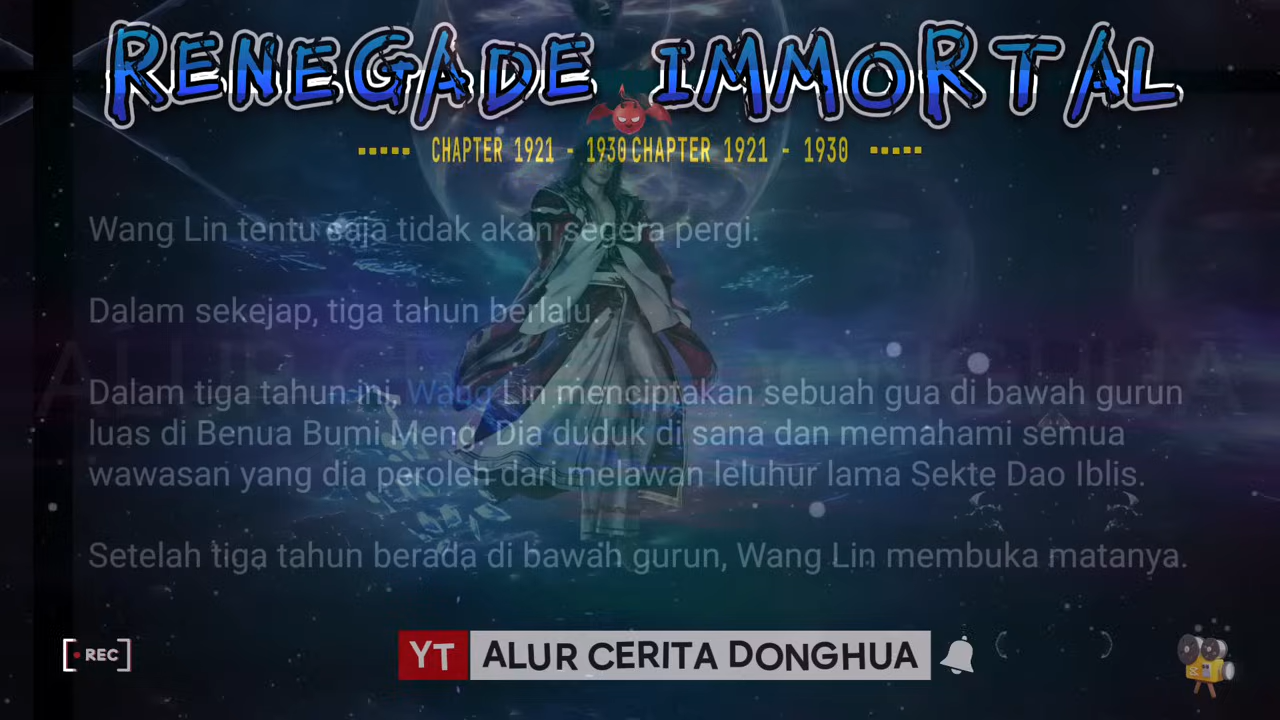 RENEGADE IMMORTAL
CHAPTER 1921 - 1930 CHAPTER 1921 - 1930
Wang Lin tentu saja tidak akan segera pergi.
Dalam sekejap, tiga tahun berlalu.
Dalam tiga tahun ini, Wang Lin menciptakan sebuah gua di bawah gurun
luas di Benua Bumi Meng. Dia duduk di sana dan memahami semua
wawasan yang dia peroleh dari melawan leluhur lama Sekte Dao Iblis.
Setelah tiga tahun berada di bawah gurun, Wang Lin membuka matanya.
REC
YT ALUR CERITA DONGHUA